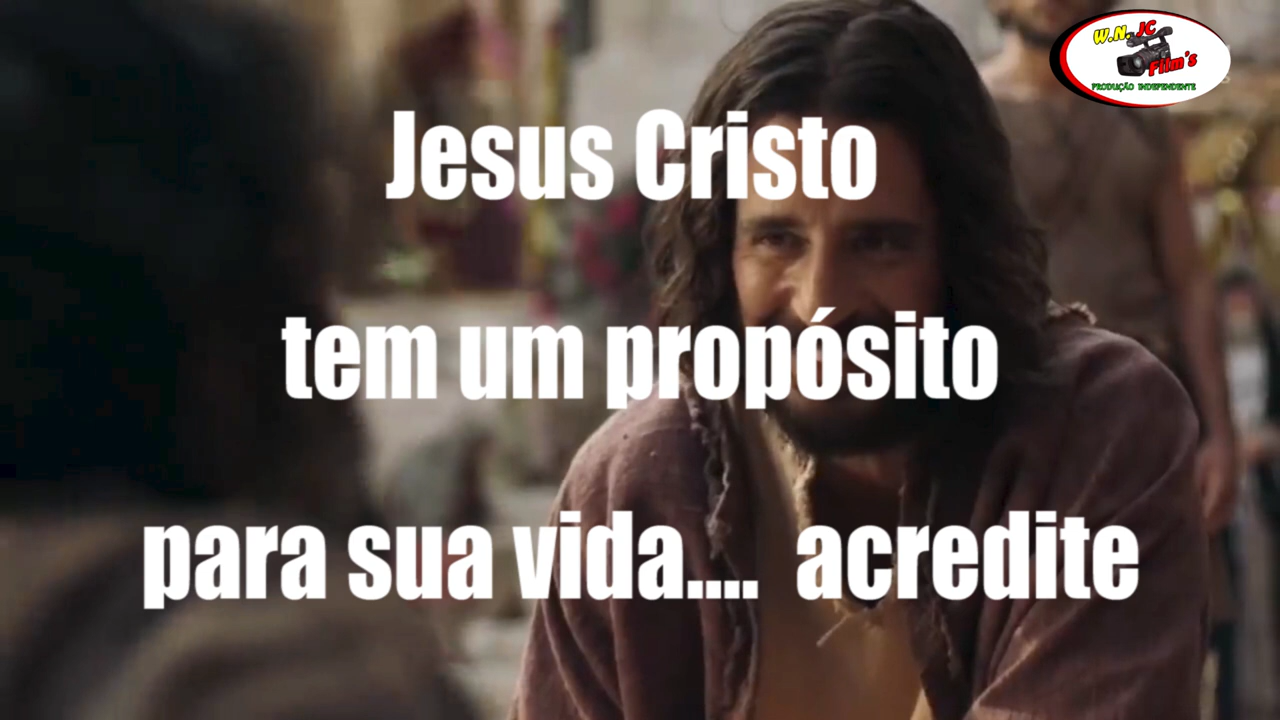 W.N. JC
Film's
PRODUÇÃO INDEPENDENTE
Jesus Cristo
tem um propósito
para sua vida.... acredite